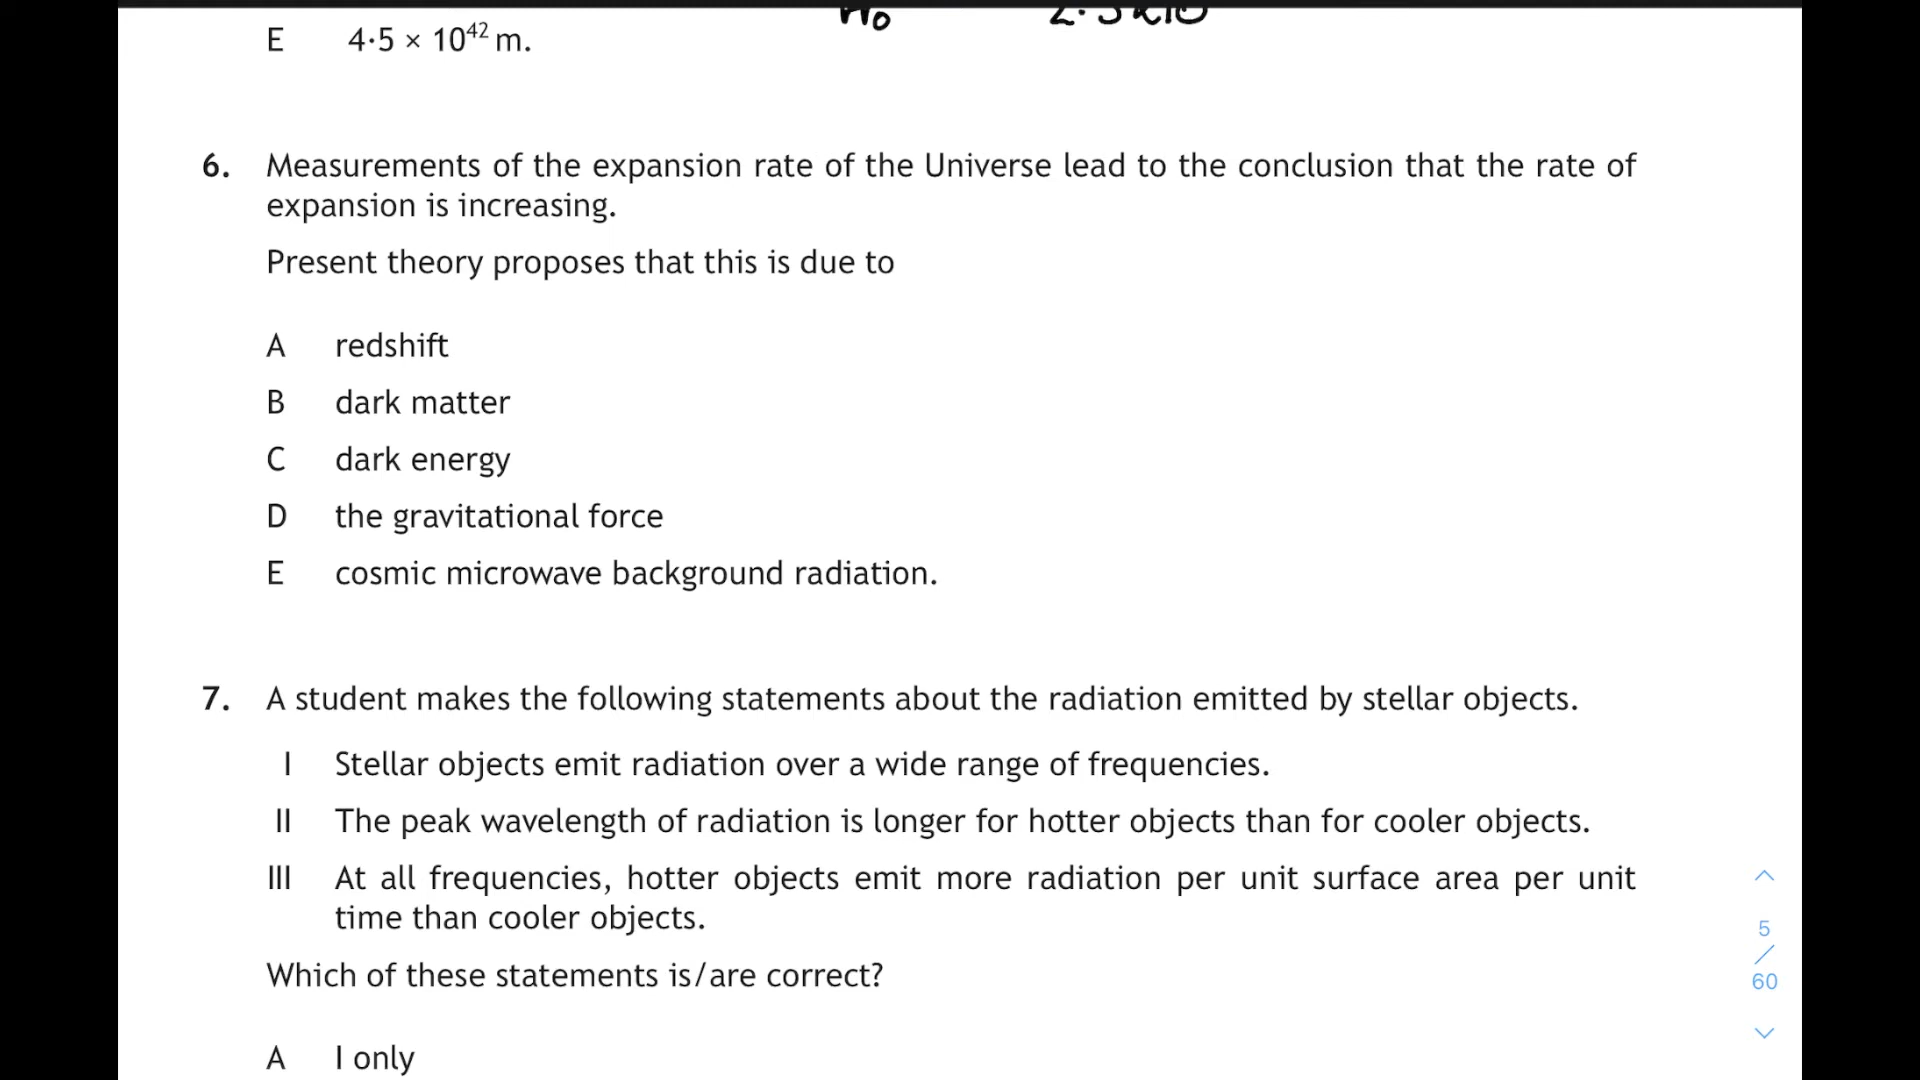 E 4·5 × 10⁴² m.
6. Measurements of the expansion rate of the Universe lead to the conclusion that the rate of
expansion is increasing.
Present theory proposes that this is due to
A redshift
B dark matter
C dark energy
D the gravitational force
E cosmic microwave background radiation.
7. A student makes the following statements about the radiation emitted by stellar objects.
I Stellar objects emit radiation over a wide range of frequencies.
II The peak wavelength of radiation is longer for hotter objects than for cooler objects.
III At all frequencies, hotter objects emit more radiation per unit surface area per unit
time than cooler objects.
Which of these statements is/are correct?
A I only
5
/
60